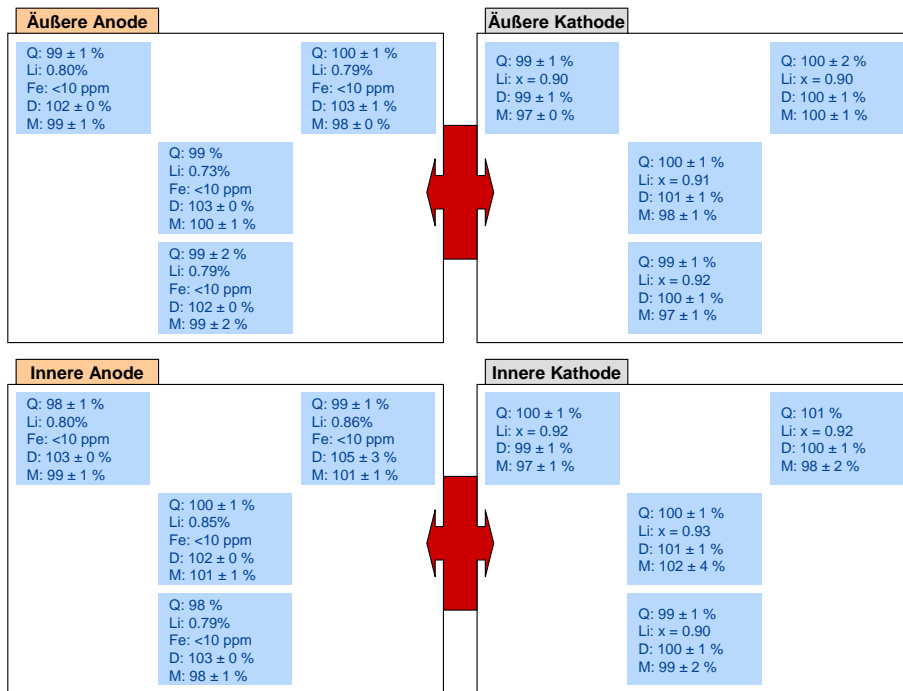 Äußere Anode
Q: 99 ± 1 %
Li: 0.80%
Fe: <10 ppm
D: 102 ± 0 %
M: 99 ± 1 %
Q: 100 ± 1 %
Li: 0.79%
Fe: <10 ppm
D: 103 ± 1 %
M: 98 ± 0 %
Q: 99 %
Li: 0.73%
Fe: <10 ppm
D: 103 ± 0 %
M: 100 ± 1 %
Q: 99 ± 2 %
Li: 0.79%
Fe: <10 ppm
D: 102 ± 0 %
M: 99 ± 2 %
Äußere Kathode
Q: 99 ± 1 %
Li: x = 0.90
D: 99 ± 1 %
M: 97 ± 0 %
Q: 100 ± 2 %
Li: x = 0.90
D: 100 ± 1 %
M: 100 ± 1 %
Q: 100 ± 1 %
Li: x = 0.91
D: 101 ± 1 %
M: 98 ± 1 %
Q: 99 ± 1 %
Li: x = 0.92
D: 100 ± 1 %
M: 97 ± 1 %
Innere Anode
Q: 98 ± 1 %
Li: 0.80%
Fe: <10 ppm
D: 103 ± 0 %
M: 99 ± 1 %
Q: 99 ± 1 %
Li: 0.86%
Fe: <10 ppm
D: 105 ± 3 %
M: 101 ± 1 %
Q: 100 ± 1 %
Li: 0.85%
Fe: <10 ppm
D: 102 ± 0 %
M: 101 ± 1 %
Q: 98 %
Li: 0.79%
Fe: <10 ppm
D: 103 ± 0 %
M: 98 ± 1 %
Innere Kathode
Q: 100 ± 1 %
Li: x = 0.92
D: 99 ± 1 %
M: 97 ± 1 %
Q: 101 %
Li: x = 0.92
D: 100 ± 1 %
M: 98 ± 2 %
Q: 100 ± 1 %
Li: x = 0.93
D: 101 ± 1 %
M: 102 ± 4 %
Q: 99 ± 1 %
Li: x = 0.90
D: 100 ± 1 %
M: 99 ± 2 %